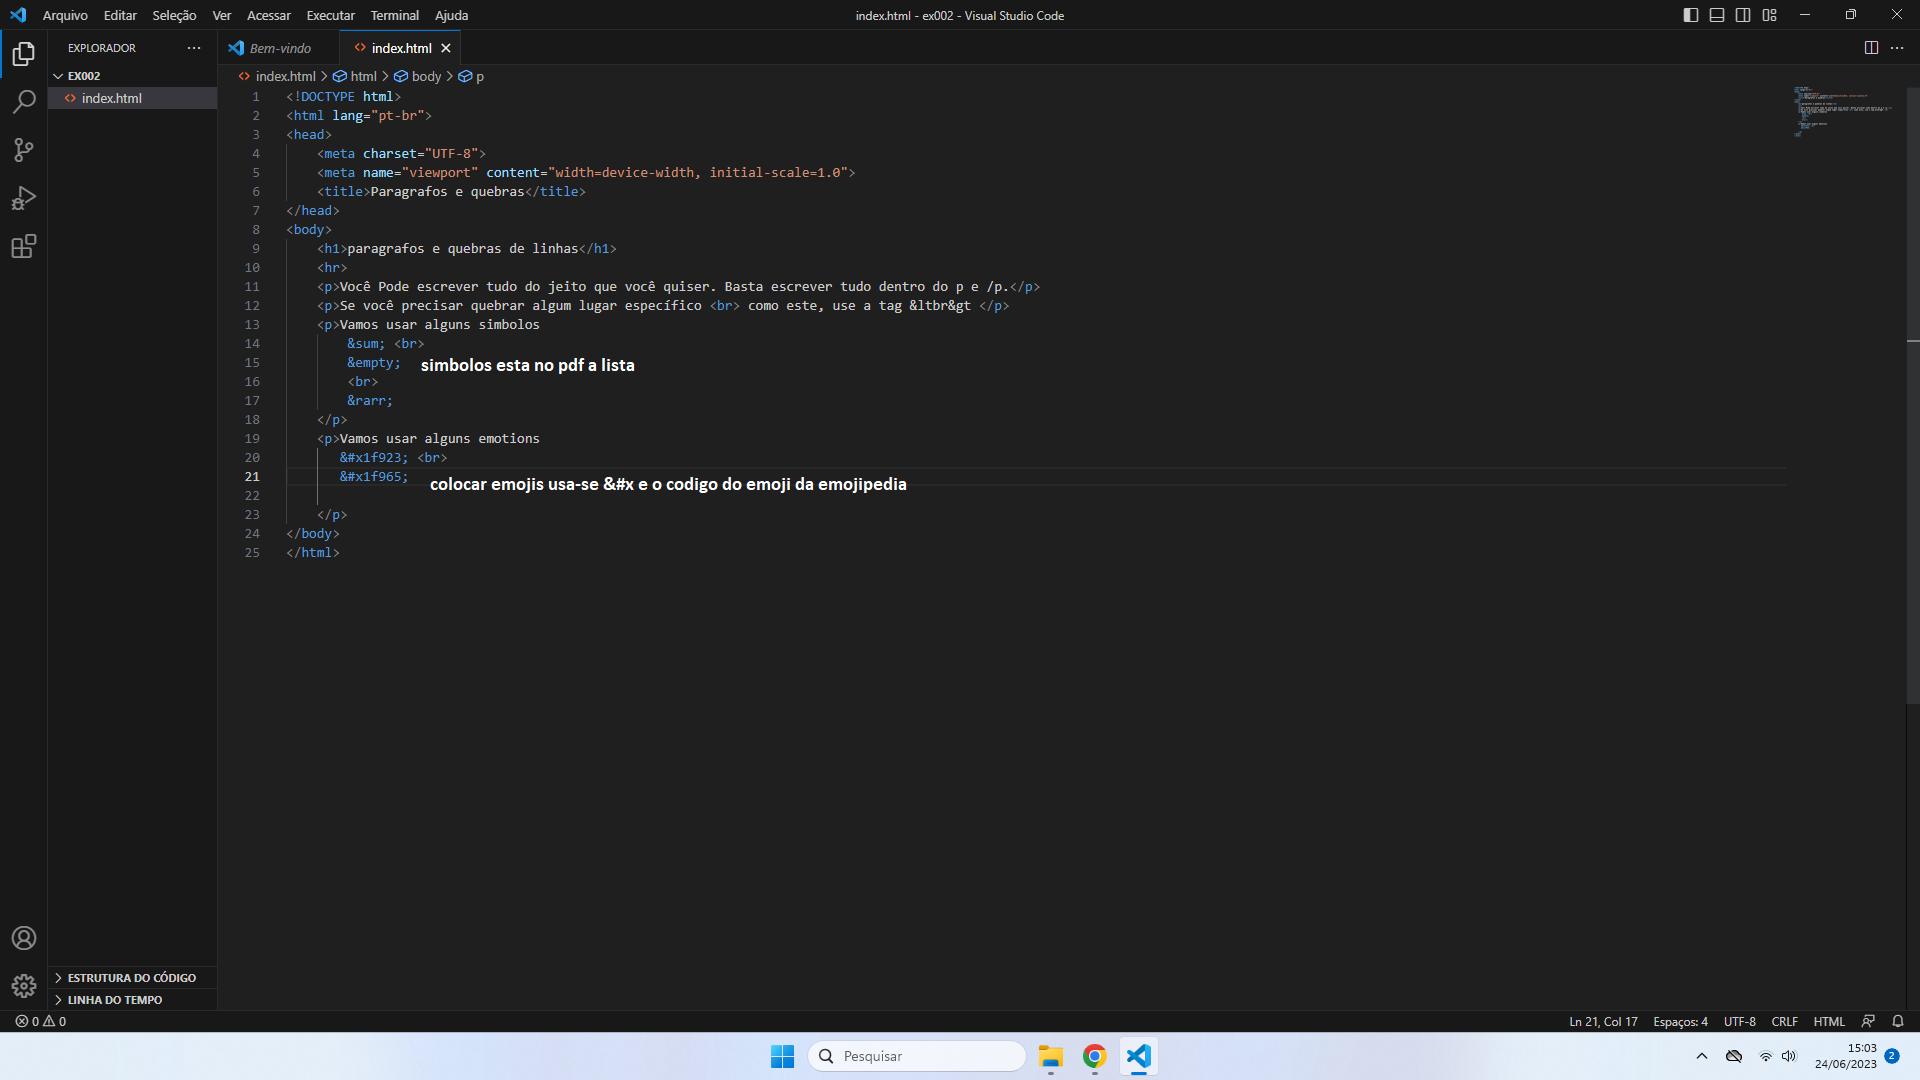 Arquivo Editar Seleção Ver Acessar Executar Terminal Ajuda
index.html - ex002 - Visual Studio Code
EXPLORADOR
EX002
index.html
Bem-vindo
index.html
index.html > html > body > p
1 <!DOCTYPE html>
2 <html lang="pt-br">
3 <head>
4     <meta charset="UTF-8">
5     <meta name="viewport" content="width=device-width, initial-scale=1.0">
6     <title>Paragrafos e quebras</title>
7 </head>
8 <body>
9     <h1>paragrafos e quebras de linhas</h1>
10     <hr>
11     <p>Você Pode escrever tudo do jeito que você quiser. Basta escrever tudo dentro do p e /p.</p>
12     <p>Se você precisar quebrar algum lugar específico <br> como este, use a tag &ltbr&gt </p>
13     <p>Vamos usar alguns simbolos
14         &sum; <br>
15         &empty; simbolos esta no pdf a lista
16         <br>
17         &rarr;
18     </p>
19     <p>Vamos usar alguns emotions
20        &#x1f923; <br>
21        &#x1f965; colocar emojis usa-se &#x e o codigo do emoji da emojipedia
22
23     </p>
24 </body>
25 </html>
ESTRUTURA DO CÓDIGO
LINHA DO TEMPO
0 0
Ln 21, Col 17 Espaços: 4 UTF-8 CRLF HTML
Pesquisar
15:03
24/06/2023
2